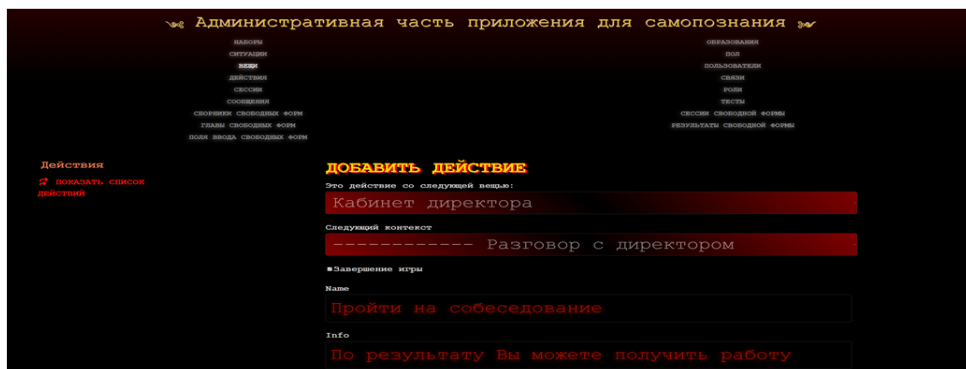 Административная часть приложения для самопознания
НАБОРЫ
СИТУАЦИИ
ВЕЩИ
ДЕЙСТВИЯ
СЕССИИ
СООБЩЕНИЯ
СБОРНИКИ СВОБОДНЫХ ФОРМ
ГЛАВЫ СВОБОДНЫХ ФОРМ
ПОЛЯ ВВОДА СВОБОДНЫХ ФОРМ
ОБРАЗОВАНИЯ
ПОЛ
ПОЛЬЗОВАТЕЛИ
СВЯЗИ
РОЛИ
ТЕСТЫ
СЕССИИ СВОБОДНОЙ ФОРМЫ
РЕЗУЛЬТАТЫ СВОБОДНОЙ ФОРМЫ
Действия
ПОКАЗАТЬ СПИСОК
ДЕЙСТВИЙ
ДОБАВИТЬ ДЕЙСТВИЕ
Это действие со следующей вещью:
Кабинет директора
Следующий контекст
------------ Разговор с директором
Завершение игры
Name
Пройти на собеседование
Info
По результату Вы можете получить работу